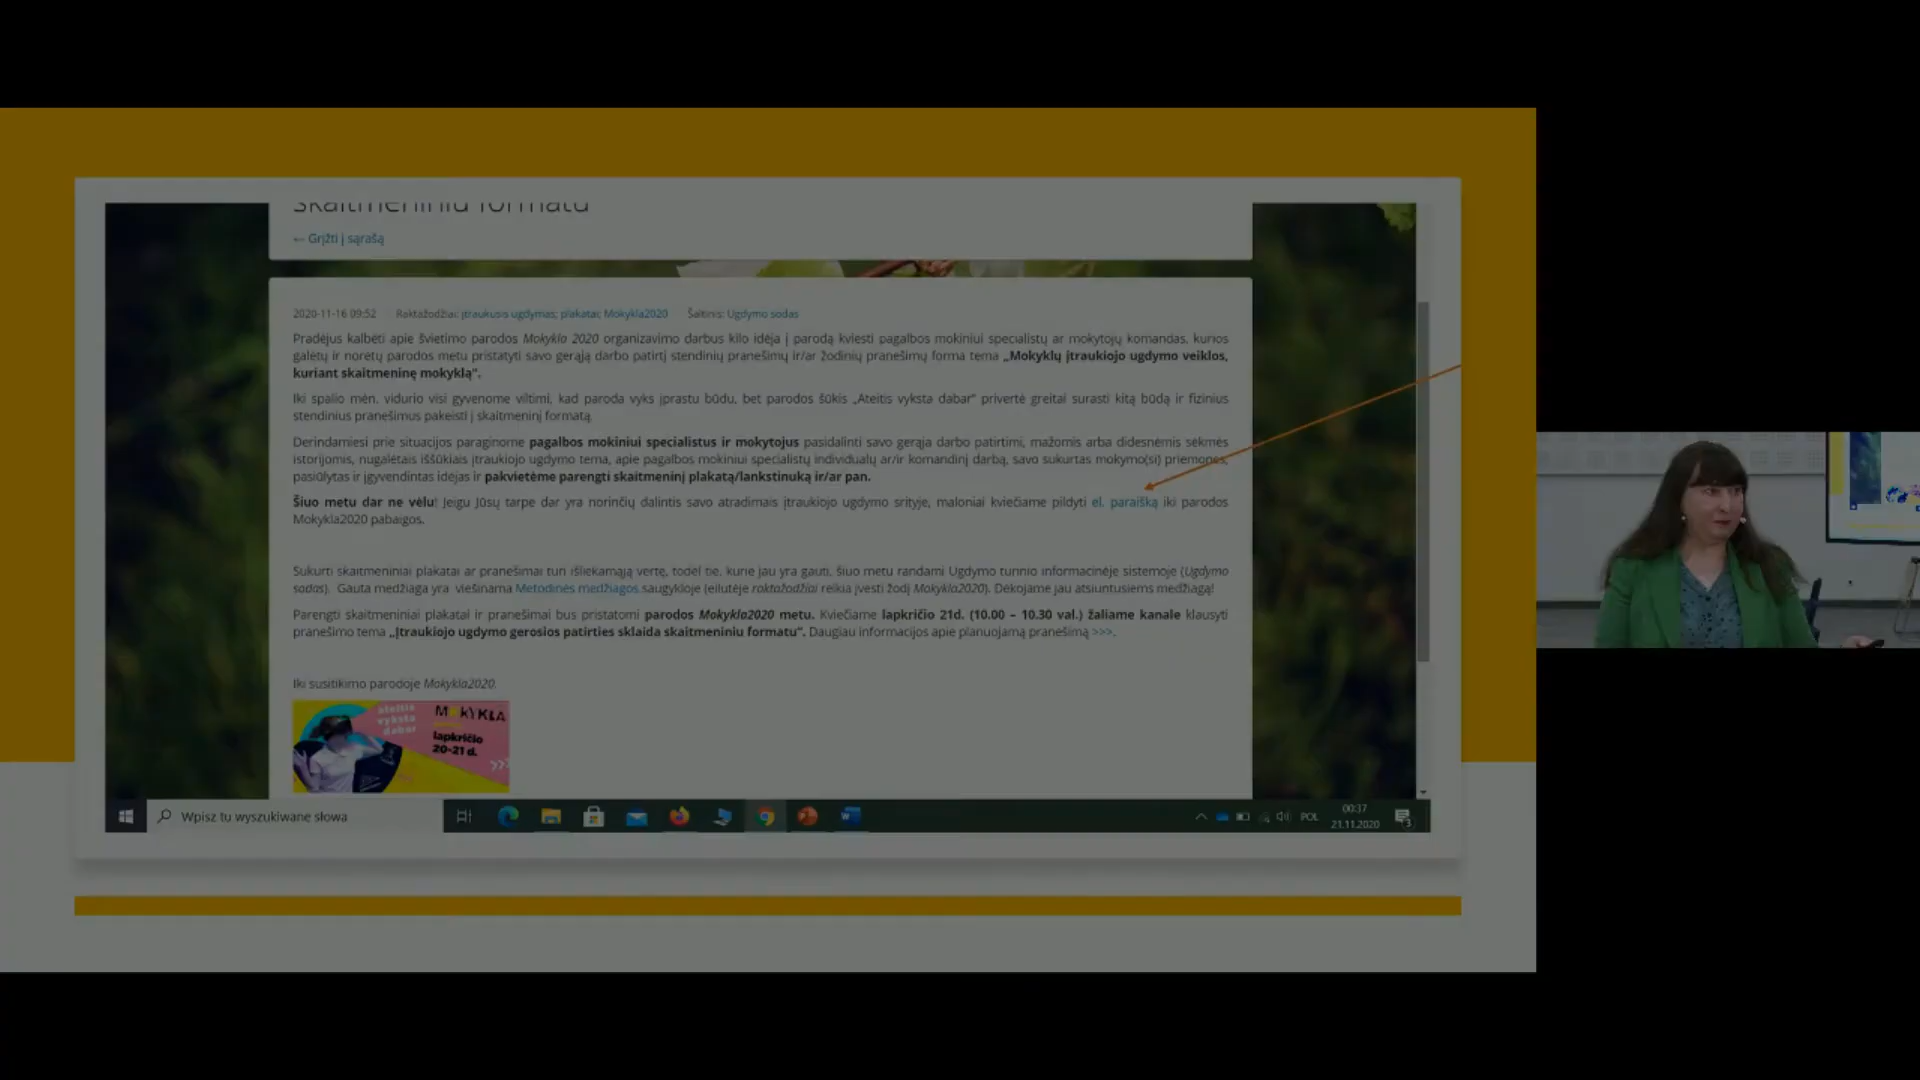 skaitmeniniu formatu
← Grįžti į sąrašą
2020-11-16 09:52 Raktažodžiai: įtraukusis ugdymas; plakatai; Mokykla2020 Šaltinis: Ugdymo sodas
Pradėjus kalbėti apie švietimo parodos Mokykla 2020 organizavimo darbus kilo idėja į parodą kviesti pagalbos mokiniui specialistų ar mokytojų komandas, kurios
galėtų ir norėtų parodos metu pristatyti savo gerąją darbo patirtį stendinių pranešimų ir/ar žodinių pranešimų forma tema „Mokyklų įtraukiojo ugdymo veiklos,
kuriant skaitmeninę mokyklą".
Iki spalio mėn. vidurio visi gyvenome viltimi, kad paroda vyks įprastu būdu, bet parodos šūkis „Ateitis vyksta dabar" privertė greitai surasti kitą būdą ir fizinius
stendinius pranešimus pakeisti į skaitmeninį formatą.
Derindamiesi prie situacijos paraginome pagalbos mokiniui specialistus ir mokytojus pasidalinti savo gerąja darbo patirtimi, mažomis arba didesnėmis sėkmės
istorijomis, nugalėtais iššūkiais įtraukiojo ugdymo tema, apie pagalbos mokiniui specialistų individualų ar/ir komandinį darbą, savo sukurtas mokymo(si) priemones,
pasiūlytas ir įgyvendintas idėjas ir pakvietėme parengti skaitmeninį plakatą/lankstinuką ir/ar pan.
Šiuo metu dar ne vėlu! Jeigu Jūsų tarpe dar yra norinčių dalintis savo atradimais įtraukiojo ugdymo srityje, maloniai kviečiame pildyti el. paraišką iki parodos
Mokykla2020 pabaigos.
Sukurti skaitmeniniai plakatai ar pranešimai turi išliekamąją vertę, todėl tie, kurie jau yra gauti, šiuo metu randami Ugdymo turinio informacinėje sistemoje (Ugdymo
sodas). Gauta medžiaga yra viešinama Metodinės medžiagos saugykloje (eilutėje raktažodžiai reikia įvesti žodį Mokykla2020). Dėkojame jau atsiuntusiems medžiagą!
Parengti skaitmeniniai plakatai ir pranešimai bus pristatomi parodos Mokykla2020 metu. Kviečiame lapkričio 21d. (10.00 – 10.30 val.) žaliame kanale klausyti
pranešimo tema „Įtraukiojo ugdymo gerosios patirties sklaida skaitmeniniu formatu". Daugiau informacijos apie planuojamą pranešimą >>>.
Iki susitikimo parodoje Mokykla2020.
ateitis
vyksta
dabar
MOKYKLA
lapkričio
20-21 d.
Wpisz tu wyszukiwane słowa
POL
00:37
21.11.2020
3